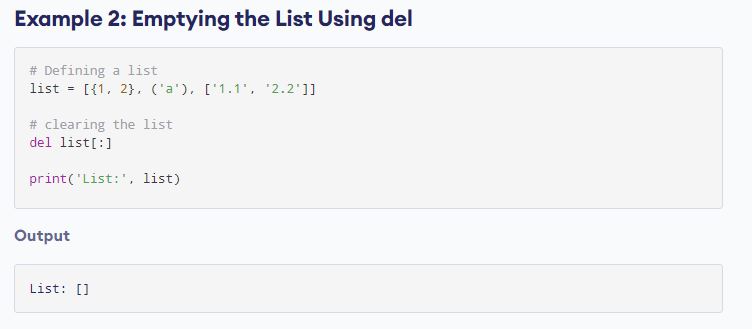 Example 2: Emptying the List Using del
# Defining a list
list = [{1, 2}, ('a'), ['1.1', '2.2']]
# clearing the list
del list[:]
print('List:', list)
Output
List: []